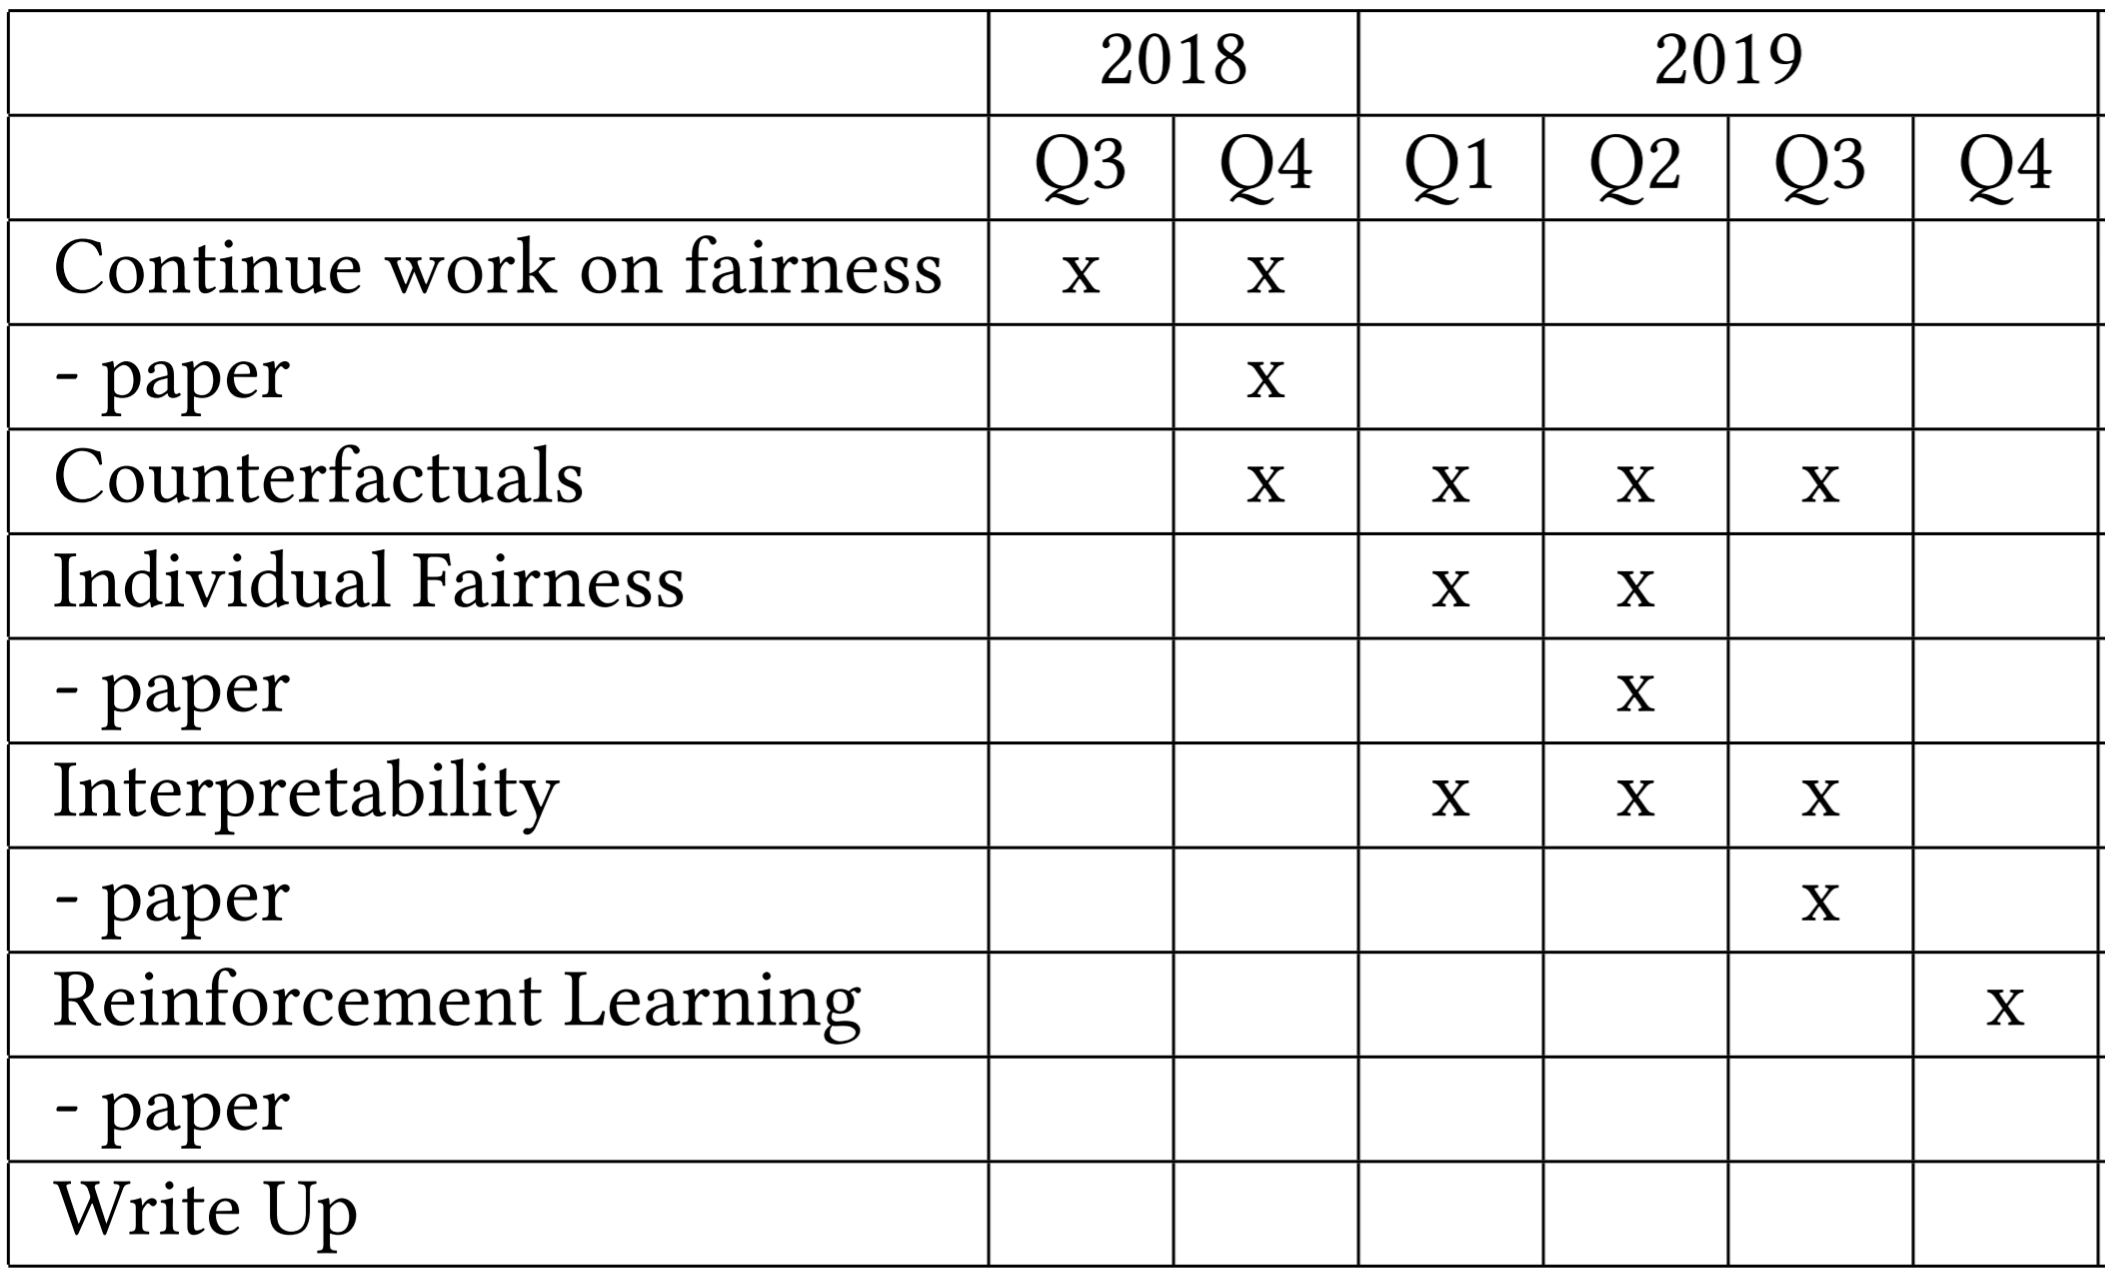 2018 2019
Q3 Q4 Q1 Q2 Q3 Q4
Continue work on fairness x x
- paper x
Counterfactuals x x x x
Individual Fairness x x
- paper x
Interpretability x x x
- paper x
Reinforcement Learning x
- paper
Write Up